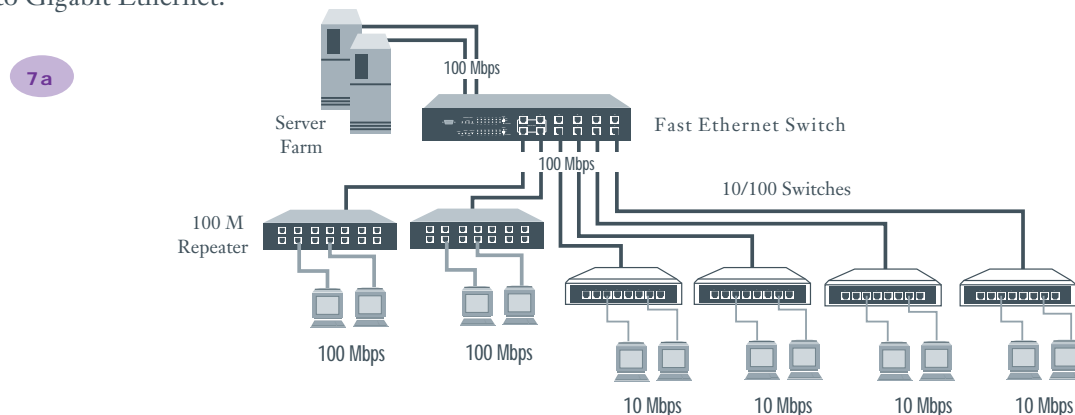 to Gigabit Ethernet.
7a
100 Mbps
Server
Farm
Fast Ethernet Switch
100 Mbps
10/100 Switches
100 M
Repeater
100 Mbps
100 Mbps
10 Mbps
10 Mbps
10 Mbps
10 Mbps